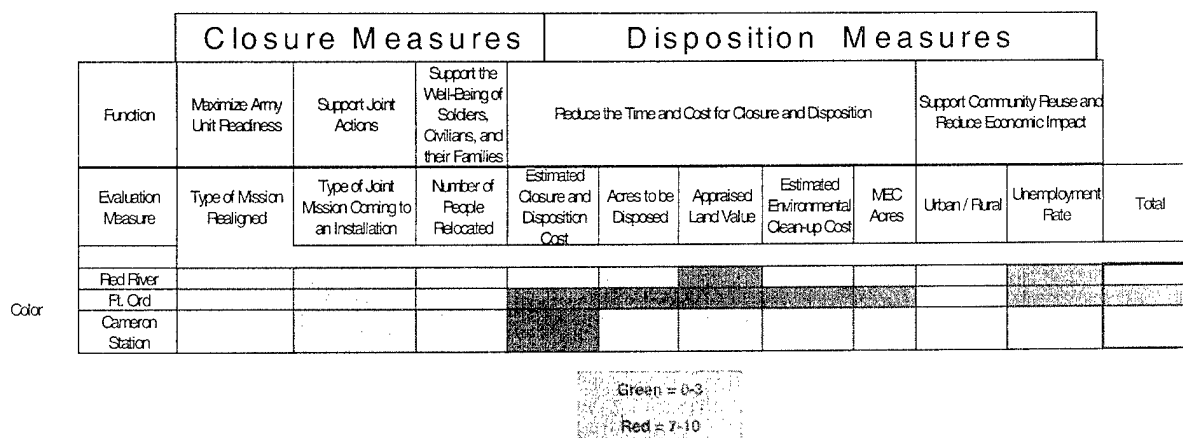 Closure Measures Disposition Measures
Function
Maximize Army
Unit Readiness
Support Joint
Actions
Support the
Well-Being of
Soldiers,
Civilians, and
their Families
Reduce the Time and Cost for Closure and Disposition
Support Community Reuse and
Reduce Economic Impact
Evaluation
Measure
Type of Mission
Realigned
Type of Joint
Mission Coming to
an Installation
Number of
People
Relocated
Estimated
Closure and
Disposition
Cost
Acres to be
Disposed
Appraised
Land Value
Estimated
Environmental
Clean-up Cost
MEC
Acres
Urban / Rural
Unemployment
Rate
Total
Color
Red River
Ft. Ord
Cameron
Station
Green = 0-3
Red = 7-10